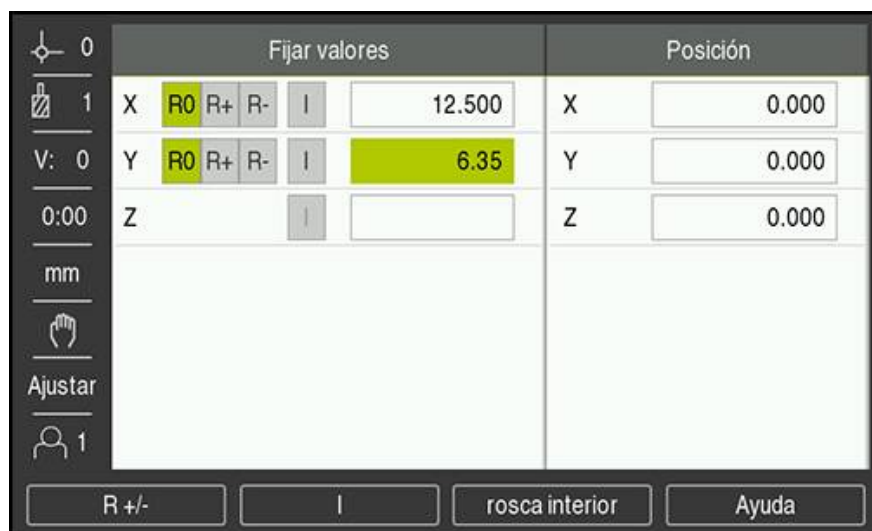 0 Fijar valores Posición
1 X R0 R+ R- I 12.500 X 0.000
V: 0 Y R0 R+ R- I 6.35 Y 0.000
0:00 Z I Z 0.000
mm
Ajustar
1
R +/- I rosca interior Ayuda